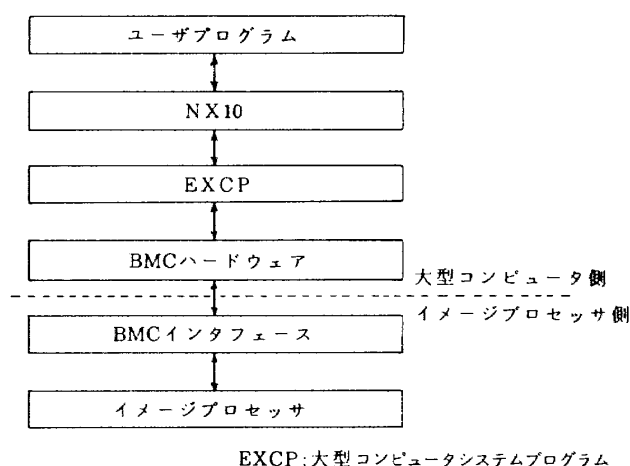 ユーザプログラム
NX10
EXCP
BMCハードウェア
大型コンピュータ側
イメージプロセッサ側
BMCインタフェース
イメージプロセッサ
EXCP:大型コンピュータシステムプログラム